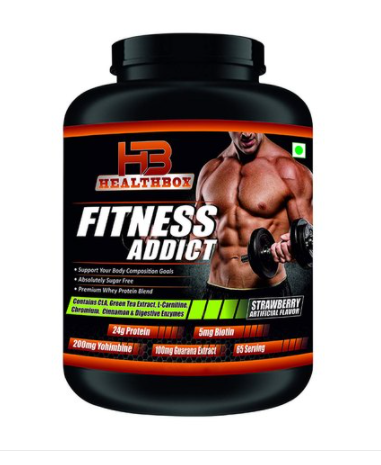 HB
HEALTHBOX
FITNESS
ADDICT
• Support Your Body Composition Goals
• Absolutely Sugar Free
• Premium Whey Protein Blend
Contains CLA, Green Tea Extract, L-Carnitine,
Chromium, Cinnaman & Digestive Enzymes
STRAWBERRY
ARTIFICIAL FLAVOR
24g Protein
5mg Biotin
200mg Yohimbine
100mg Guarana Extract
65 Serving